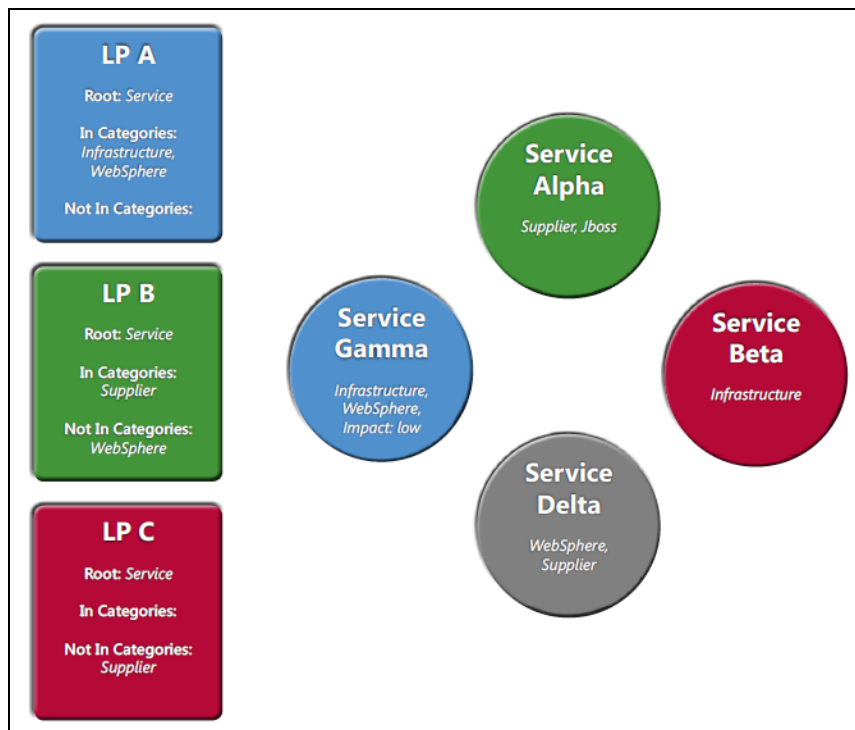 LP A
Root: Service
In Categories:
Infrastructure,
WebSphere
Not In Categories:
LP B
Root: Service
In Categories:
Supplier
Not In Categories:
WebSphere
LP C
Root: Service
In Categories:
Not In Categories:
Supplier
Service
Alpha
Supplier, Jboss
Service
Gamma
Infrastructure,
WebSphere,
Impact: low
Service
Beta
Infrastructure
Service
Delta
WebSphere,
Supplier